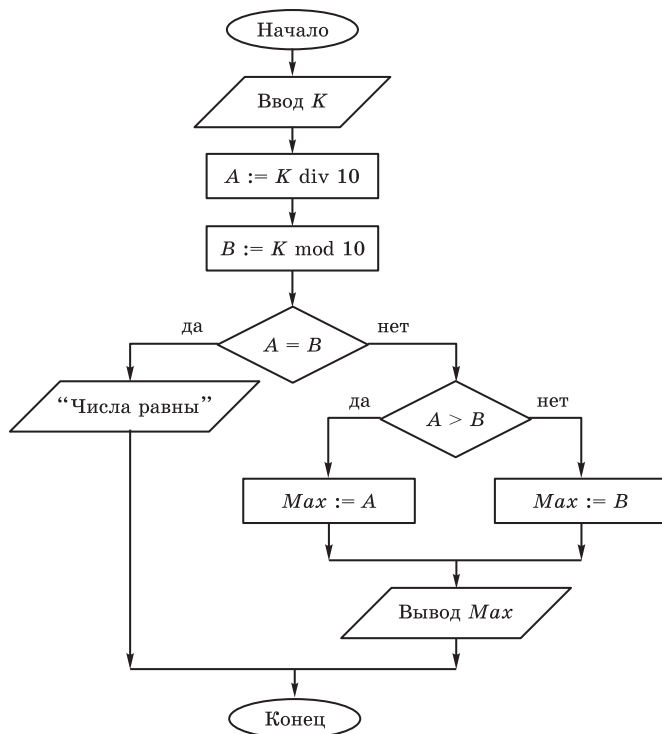 Начало
Ввод K
A := K div 10
B := K mod 10
да
нет
A = B
“Числа равны”
да
нет
A > B
Max := A
Max := B
Вывод Max
Конец